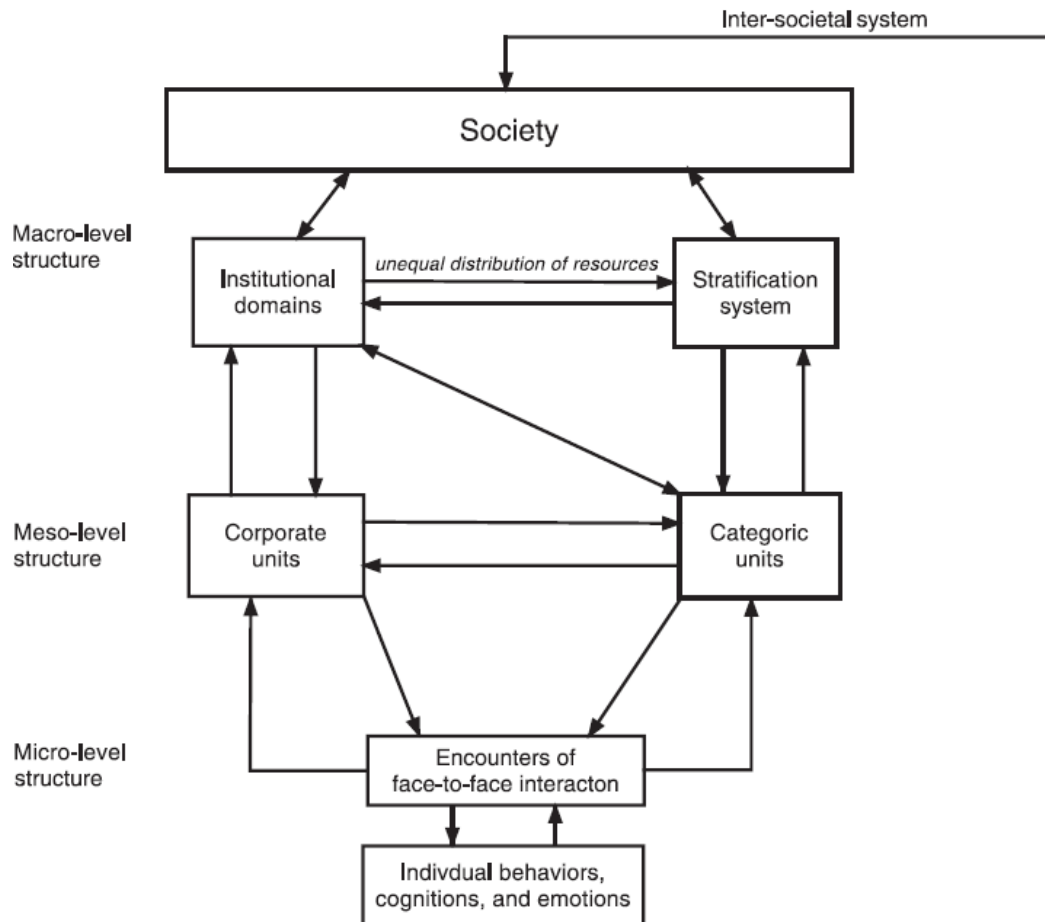 Inter-societal system
Society
Macro-level
structure
Institutional
domains
unequal distribution of resources
Stratification
system
Meso-level
structure
Corporate
units
Categoric
units
Micro-level
structure
Encounters of
face-to-face interacton
Indivdual behaviors,
cognitions, and emotions